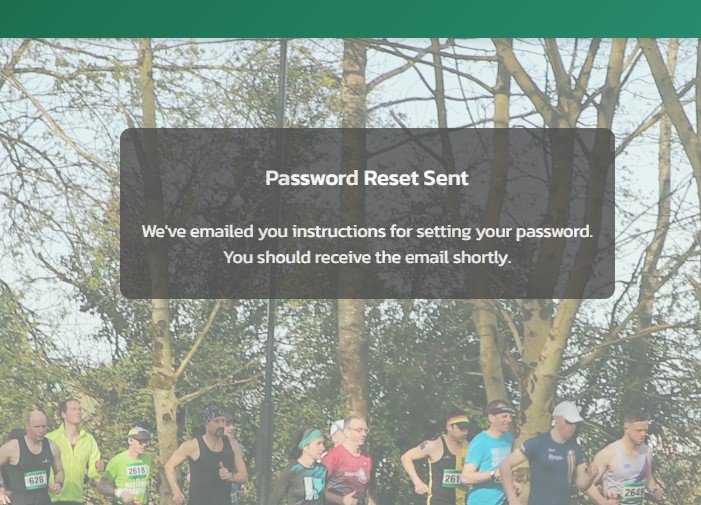 Password Reset Sent
We've emailed you instructions for setting your password.
You should receive the email shortly.
628
2618
261
2649